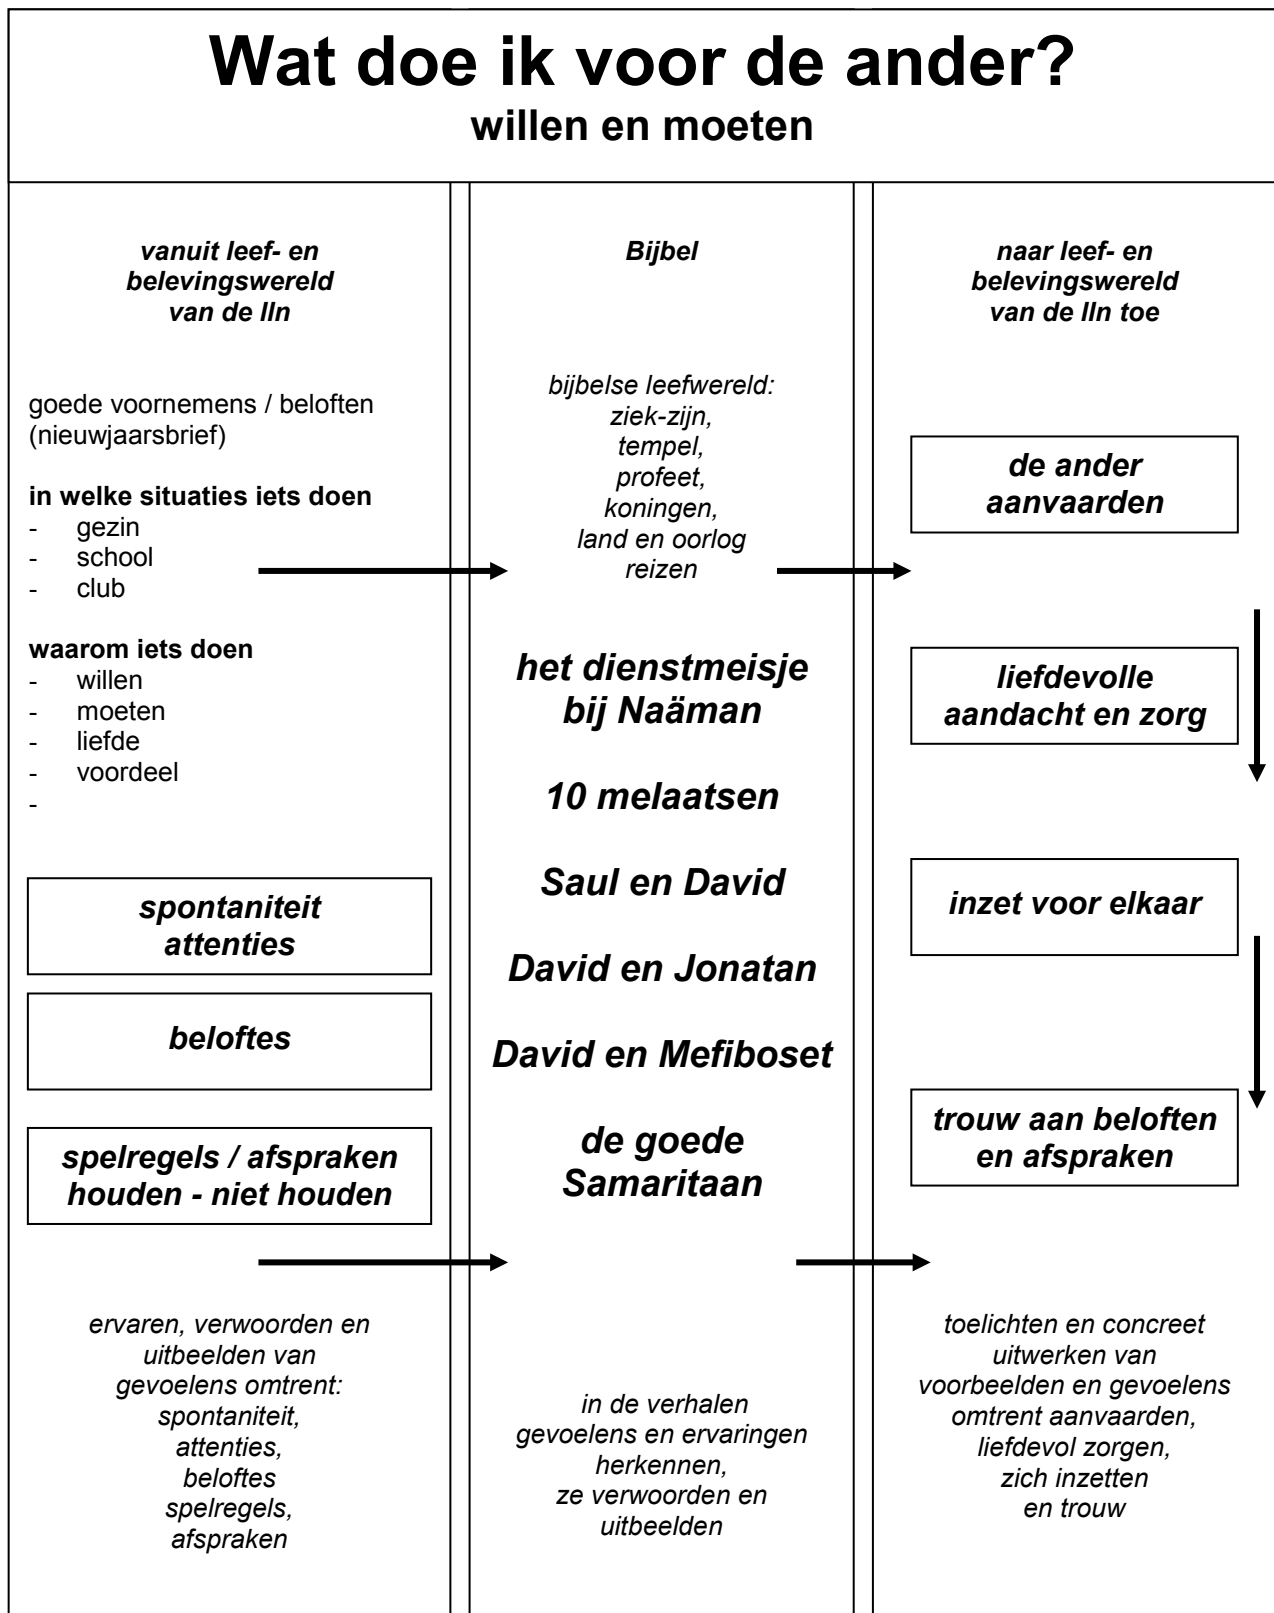 Wat doe ik voor de ander?
willen en moeten
vanuit leef- en
belevingswereld
van de lln
goede voornemens / beloften
(nieuwjaarsbrief)
in welke situaties iets doen
- gezin
- school
- club
waarom iets doen
- willen
- moeten
- liefde
- voordeel
-
spontaniteit
attenties
beloftes
spelregels / afspraken
houden - niet houden
ervaren, verwoorden en
uitbeelden van
gevoelens omtrent:
spontaniteit,
attenties,
beloftes
spelregels,
afspraken
Bijbel
bijbelse leefwereld:
ziek-zijn,
tempel,
profeet,
koningen,
land en oorlog
reizen
het dienstmeisje
bij Naäman
10 melaatsen
Saul en David
David en Jonatan
David en Mefiboset
de goede
Samaritaan
in de verhalen
gevoelens en ervaringen
herkennen,
ze verwoorden en
uitbeelden
naar leef- en
belevingswereld
van de lln toe
de ander
aanvaarden
liefdevolle
aandacht en zorg
inzet voor elkaar
trouw aan beloften
en afspraken
toelichten en concreet
uitwerken van
voorbeelden en gevoelens
omtrent aanvaarden,
liefdevol zorgen,
zich inzetten
en trouw